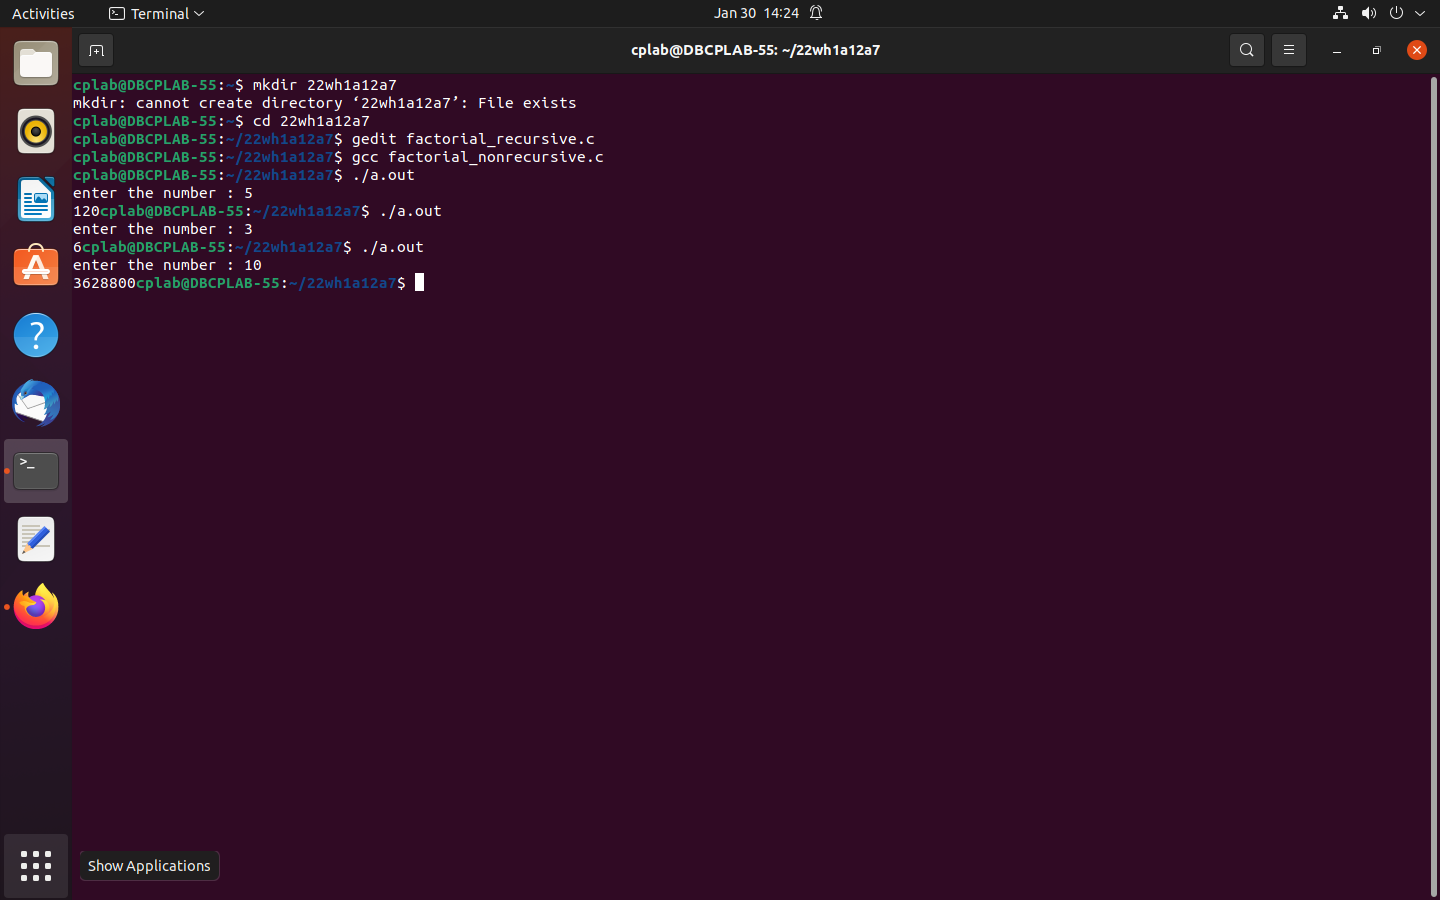 Activities
Terminal
Jan 30 14:24
cplab@DBCPLAB-55: ~/22wh1a12a7
cplab@DBCPLAB-55:~$ mkdir 22wh1a12a7
mkdir: cannot create directory ‘22wh1a12a7’: File exists
cplab@DBCPLAB-55:~$ cd 22wh1a12a7
cplab@DBCPLAB-55:~/22wh1a12a7$ gedit factorial_recursive.c
cplab@DBCPLAB-55:~/22wh1a12a7$ gcc factorial_nonrecursive.c
cplab@DBCPLAB-55:~/22wh1a12a7$ ./a.out
enter the number : 5
120cplab@DBCPLAB-55:~/22wh1a12a7$ ./a.out
enter the number : 3
6cplab@DBCPLAB-55:~/22wh1a12a7$ ./a.out
enter the number : 10
3628800cplab@DBCPLAB-55:~/22wh1a12a7$
Show Applications